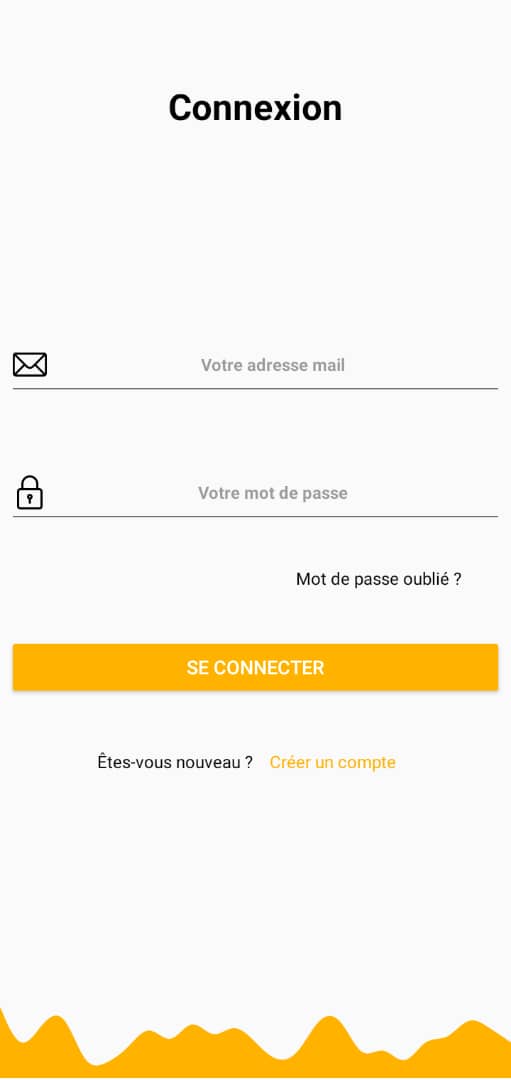 Connexion
Votre adresse mail
Votre mot de passe
Mot de passe oublié ?
SE CONNECTER
Êtes-vous nouveau ? Créer un compte